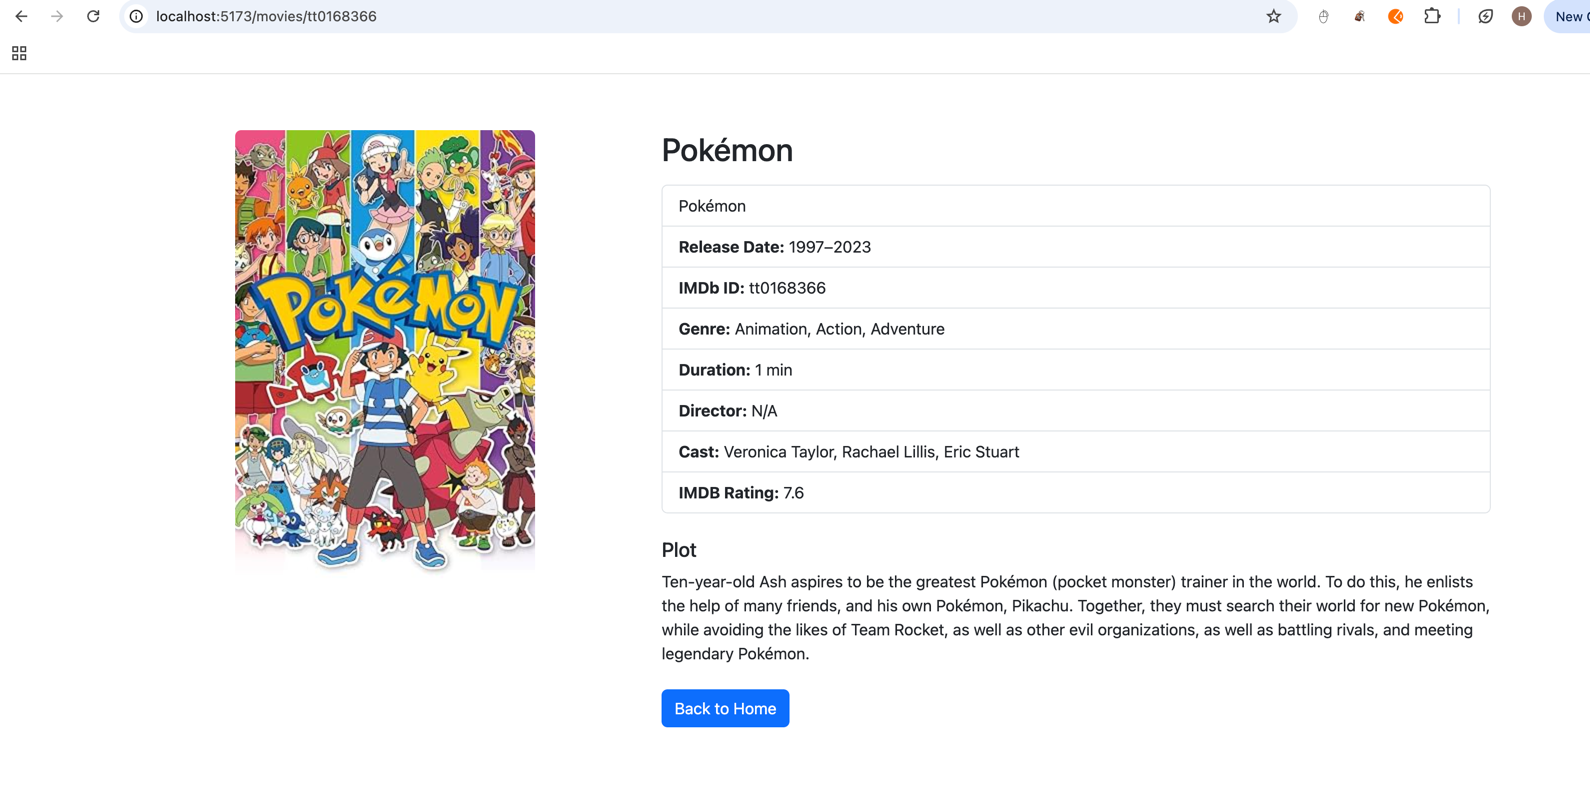 localhost:5173/movies/tt0168366
H
New
POKéMON
Pokémon
Pokémon
Release Date: 1997–2023
IMDb ID: tt0168366
Genre: Animation, Action, Adventure
Duration: 1 min
Director: N/A
Cast: Veronica Taylor, Rachael Lillis, Eric Stuart
IMDB Rating: 7.6
Plot
Ten-year-old Ash aspires to be the greatest Pokémon (pocket monster) trainer in the world. To do this, he enlists
the help of many friends, and his own Pokémon, Pikachu. Together, they must search their world for new Pokémon,
while avoiding the likes of Team Rocket, as well as other evil organizations, as well as battling rivals, and meeting
legendary Pokémon.
Back to Home